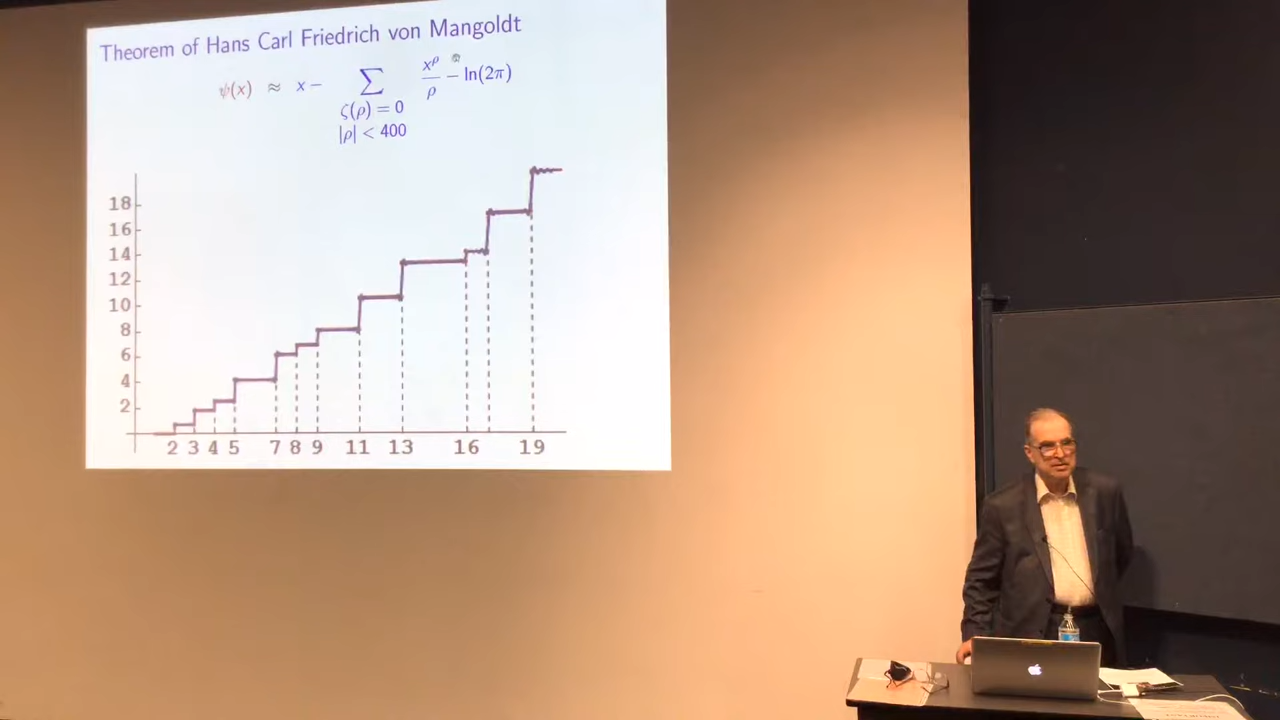 Theorem of Hans Carl Friedrich von Mangoldt
ψ(x) ≈ x − ∑ x^ρ/ρ − ln(2π)
ζ(ρ) = 0
|ρ| < 400
18
16
14
12
10
8
6
4
2
2 3 4 5 7 8 9 11 13 16 19